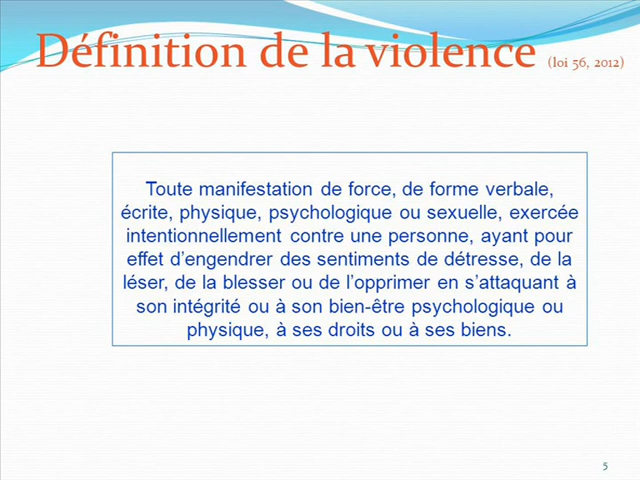 Définition de la violence (loi 56, 2012)
Toute manifestation de force, de forme verbale,
écrite, physique, psychologique ou sexuelle, exercée
intentionnellement contre une personne, ayant pour
effet d’engendrer des sentiments de détresse, de la
léser, de la blesser ou de l’opprimer en s’attaquant à
son intégrité ou à son bien-être psychologique ou
physique, à ses droits ou à ses biens.
5